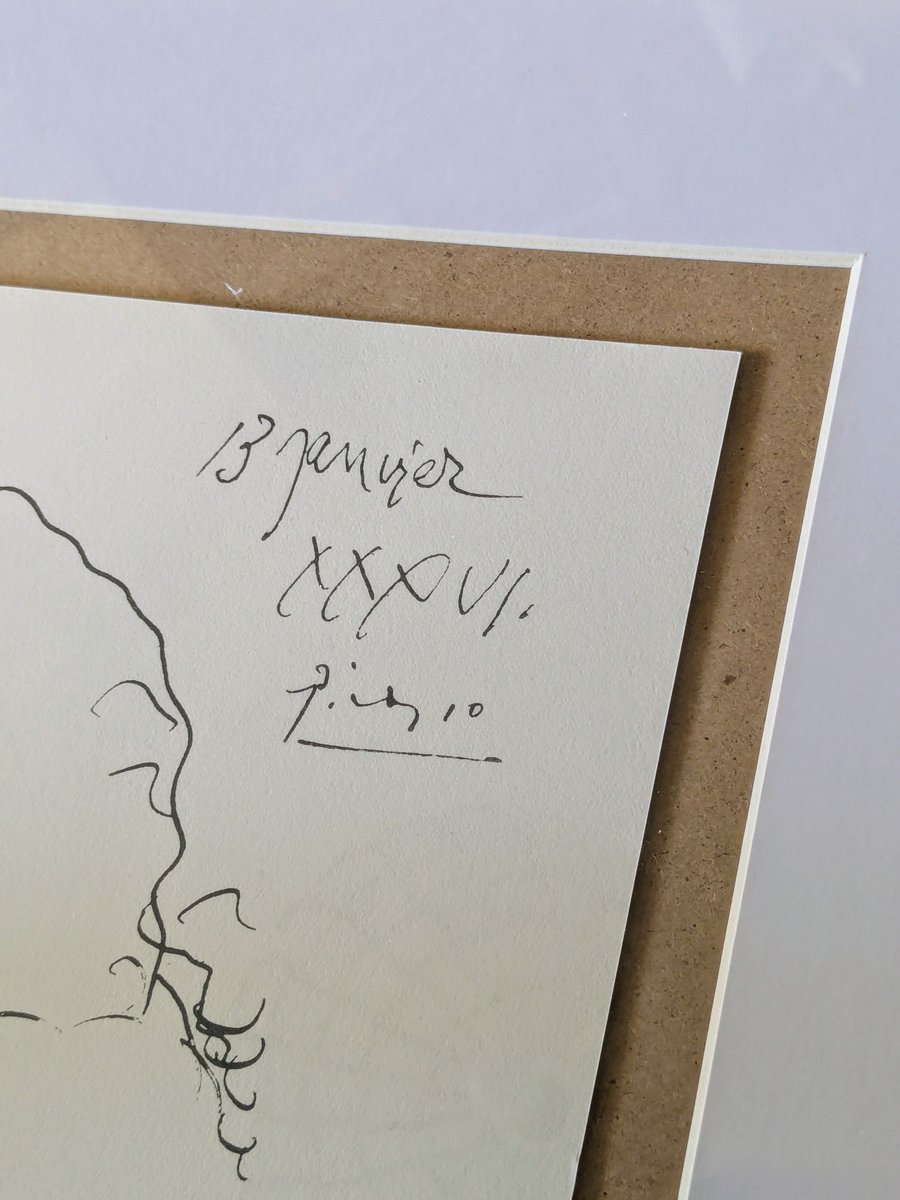 13 janvier
XXXVI.
Picasso